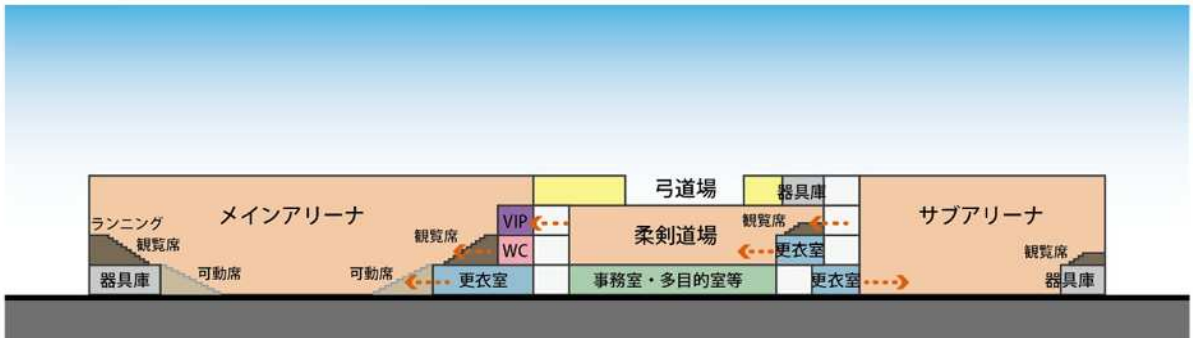 弓道場
器具庫
メインアリーナ
サブアリーナ
ランニング
VIP
観覧席
柔剣道場
観覧席
観覧席
WC
更衣室
観覧席
器具庫
可動席
可動席
更衣室
事務室・多目的室等
更衣室
器具庫